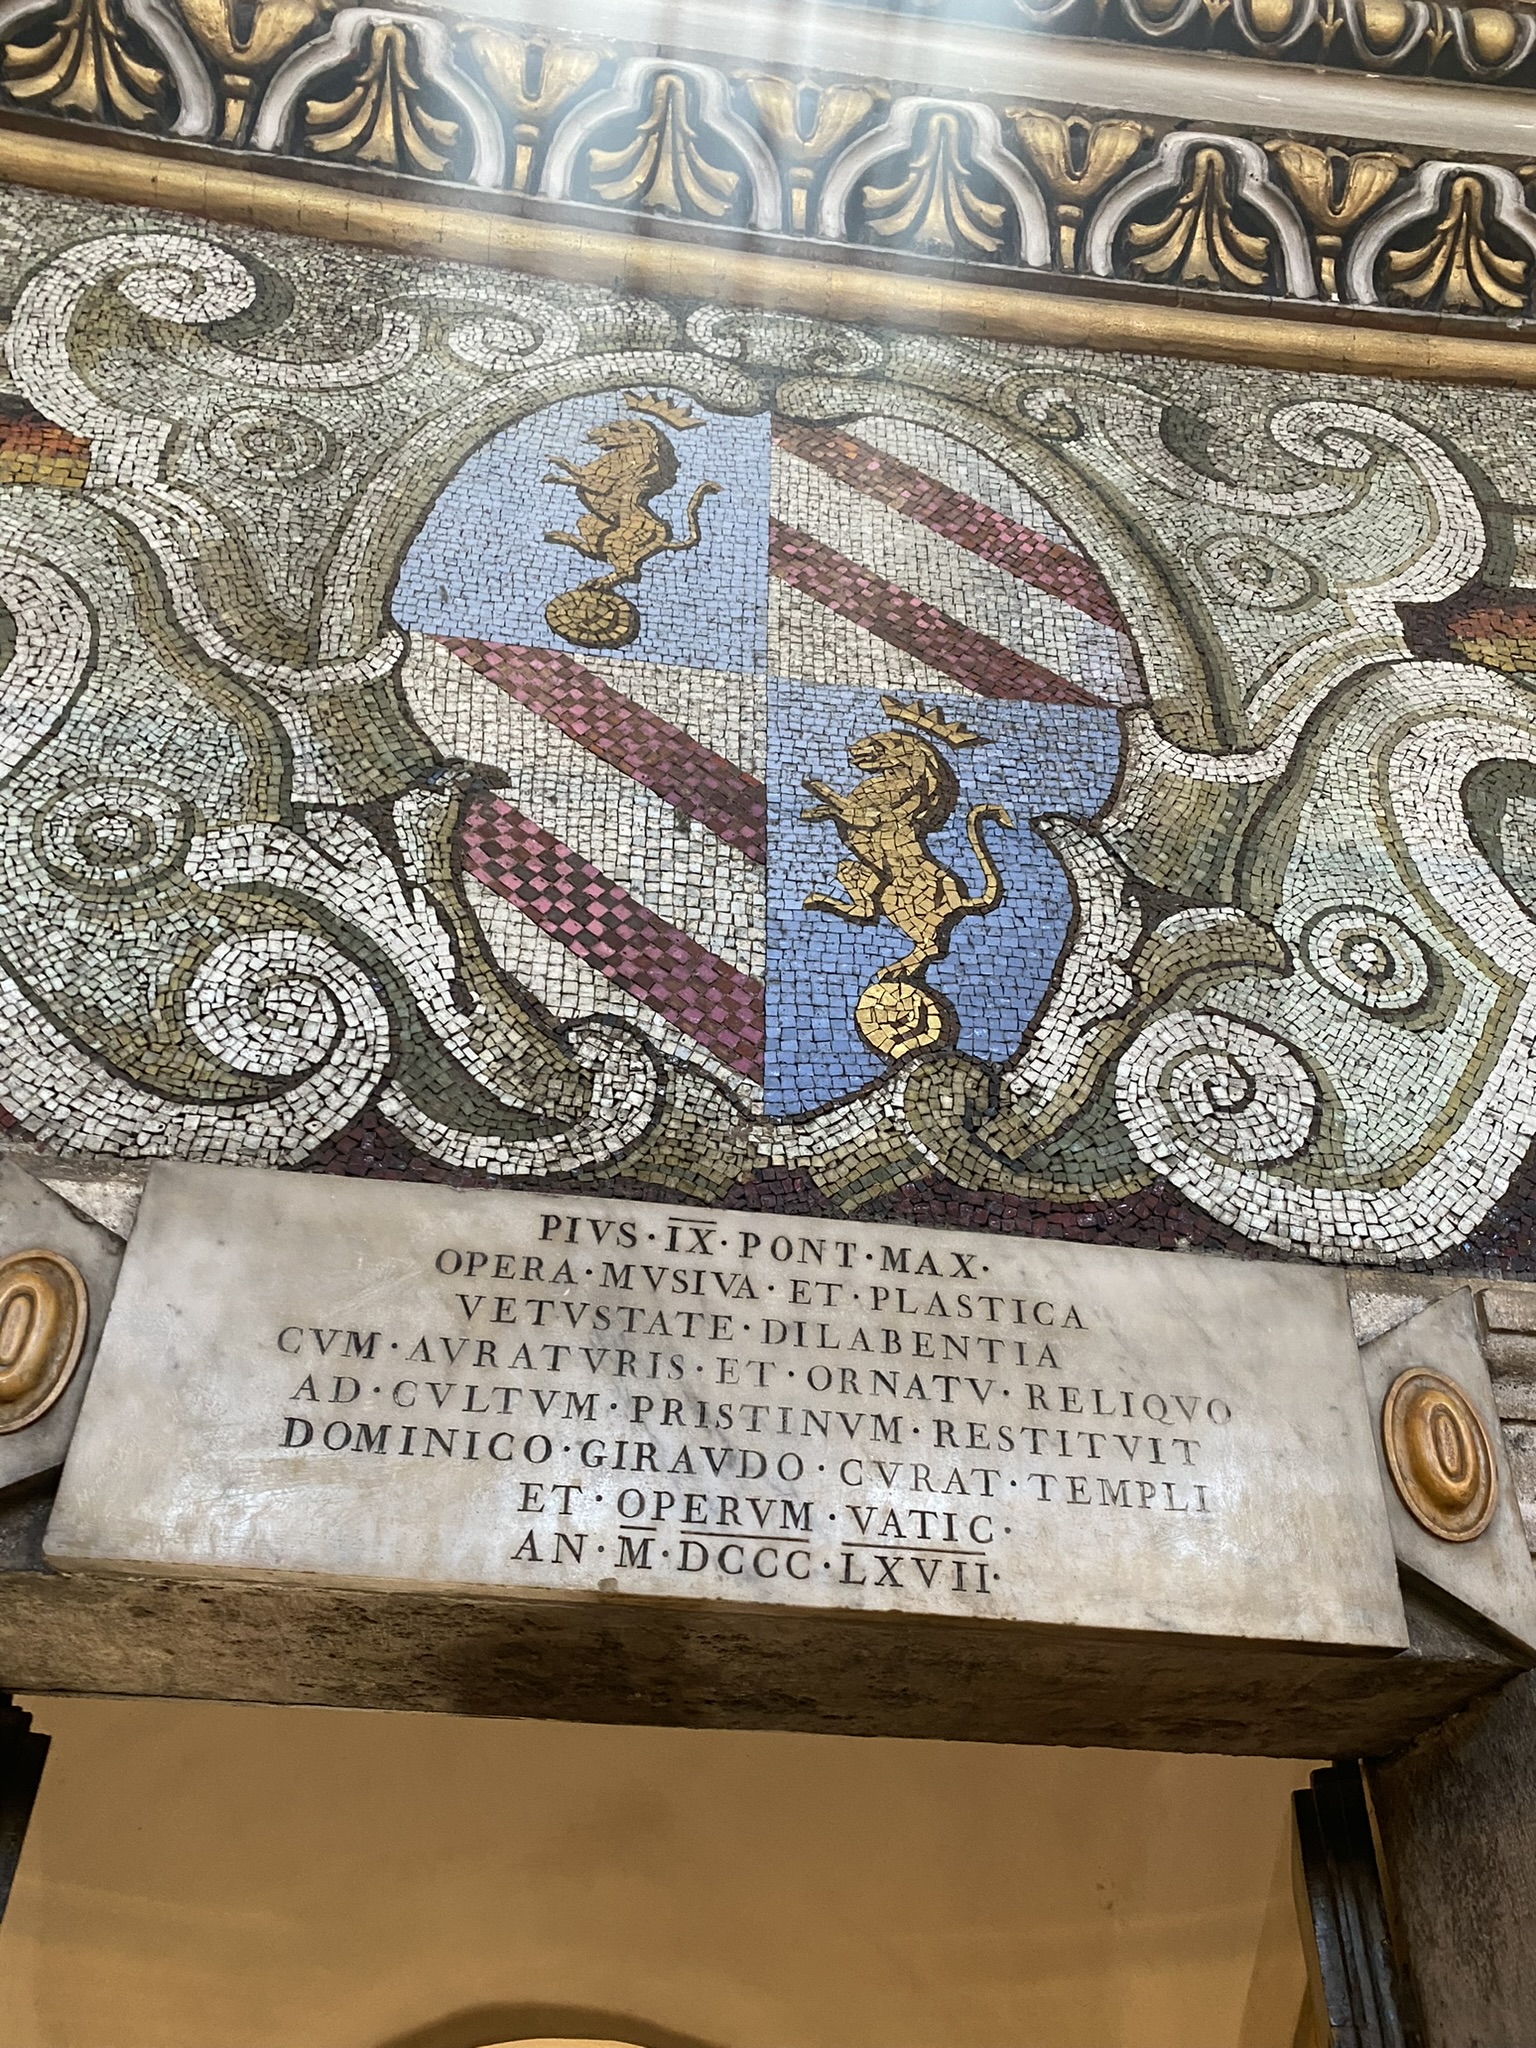 PIVS·IX·PONT·MAX·
OPERA·MVSIVA·ET·PLASTICA
VETVSTATE·DILABENTIA
CVM·AVRATVRIS·ET·ORNATV·RELIQVO
AD·CVLTVM·PRISTINVM·RESTITVIT
DOMINICO·GIRAVDO·CVRAT·TEMPLI
ET·OPERVM·VATIC·
AN·M·DCCC·LXVII·